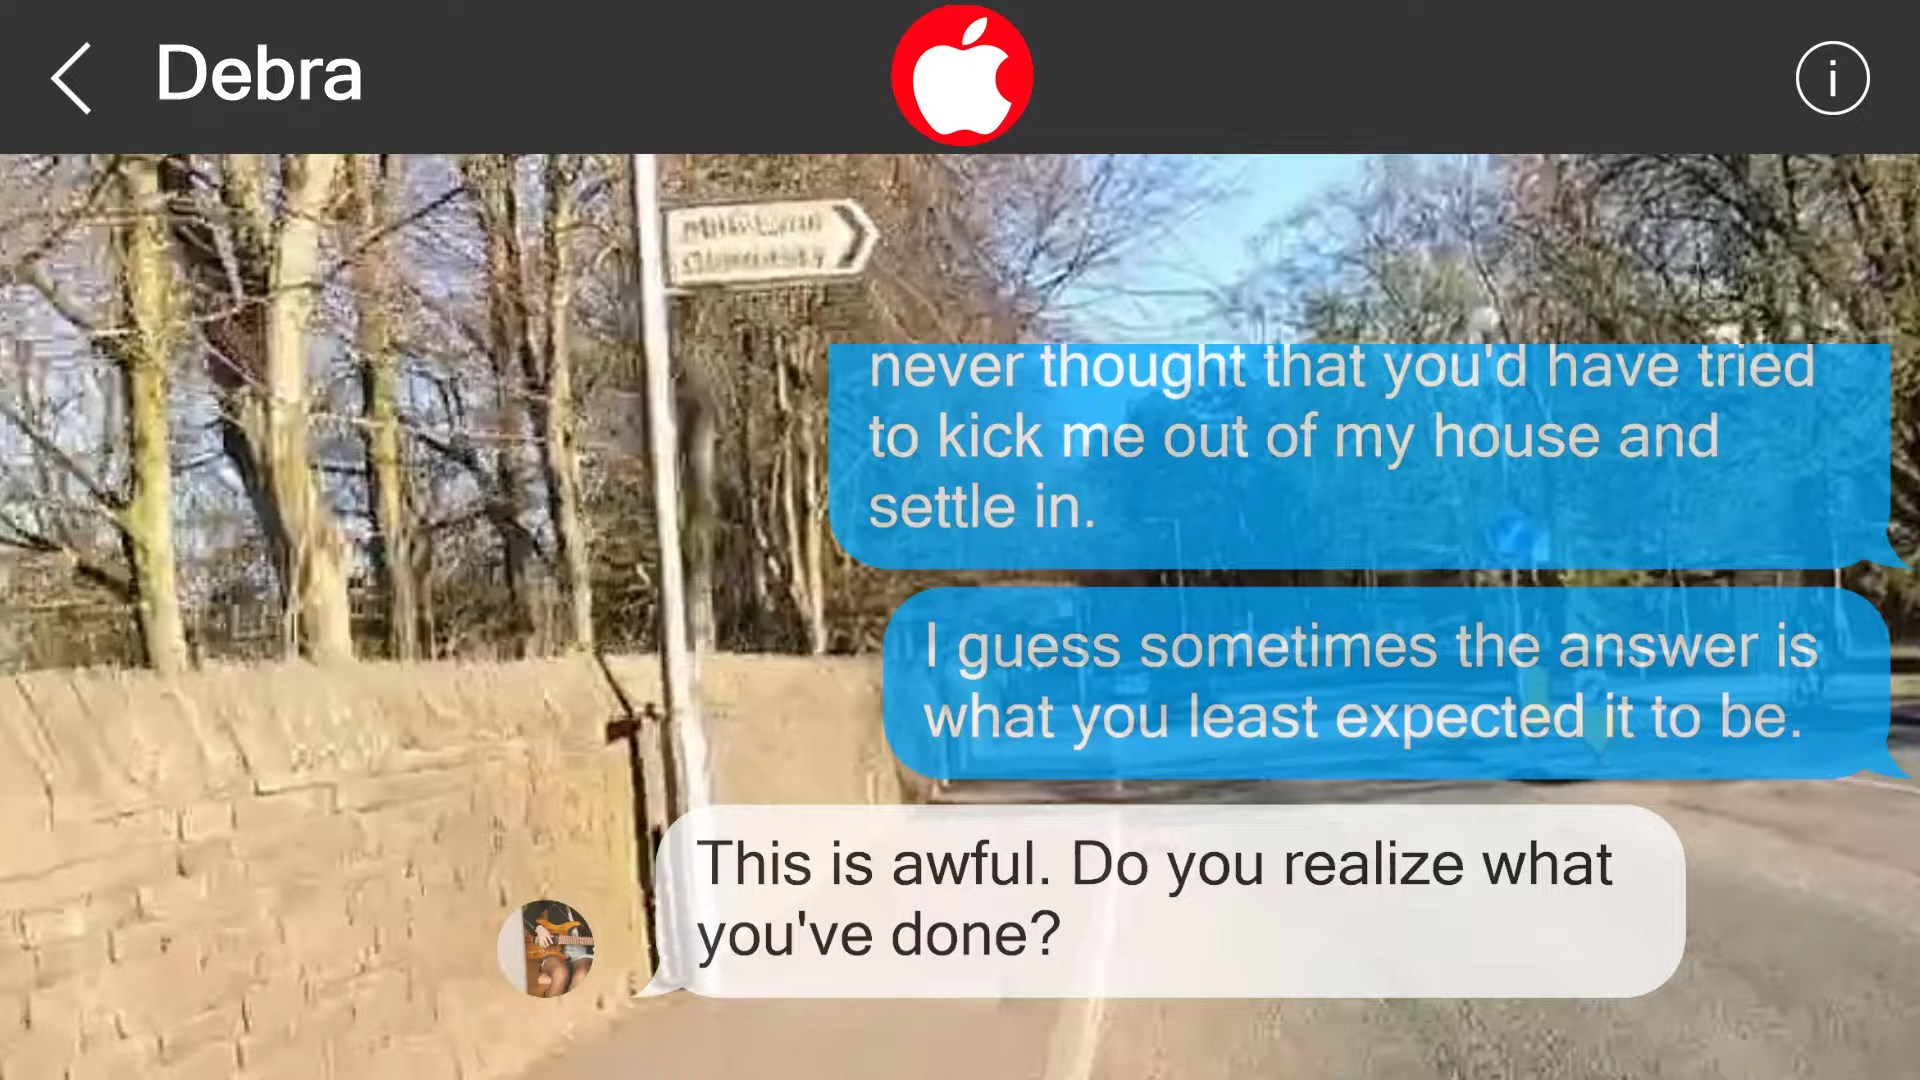 Debra
i
never thought that you'd have tried
to kick me out of my house and
settle in.
I guess sometimes the answer is
what you least expected it to be.
This is awful. Do you realize what
you've done?